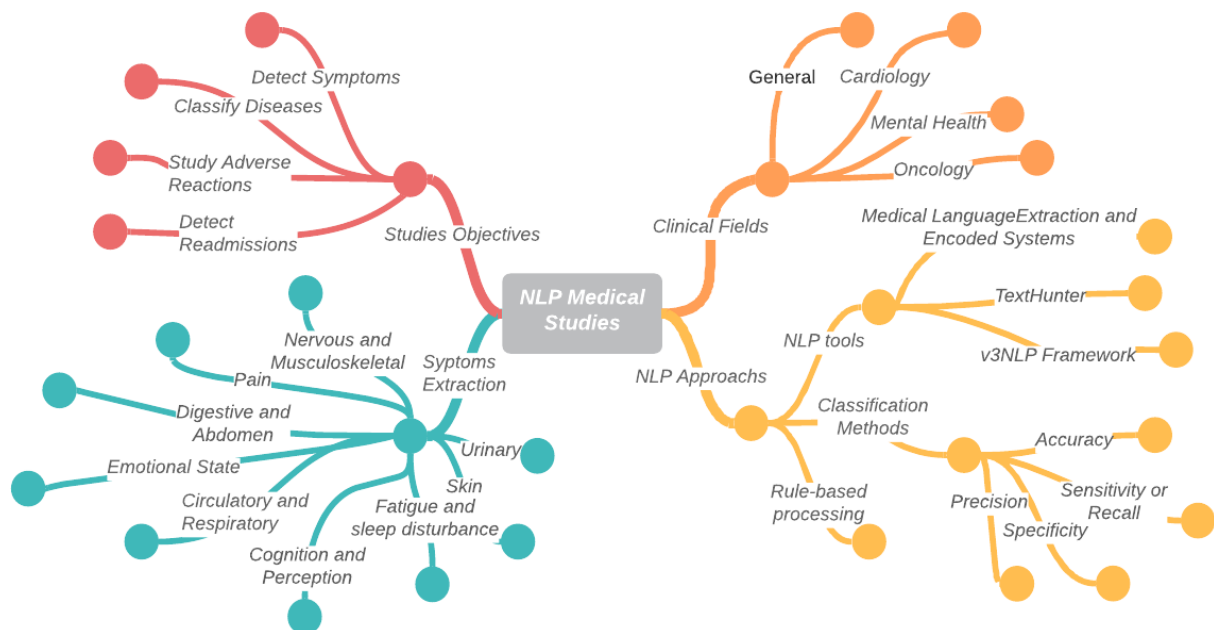 Detect Symptoms
Classify Diseases
Study Adverse
Reactions
Detect
Readmissions
Studies Objectives
General
Cardiology
Mental Health
Oncology
Clinical Fields
NLP Medical
Studies
Nervous and
Musculoskeletal
Pain
Digestive and
Abdomen
Emotional State
Circulatory and
Respiratory
Cognition and
Perception
Fatigue and
sleep disturbance
Skin
Urinary
Syptoms
Extraction
Medical LanguageExtraction and
Encoded Systems
TextHunter
v3NLP Framework
NLP tools
NLP Approachs
Classification
Methods
Accuracy
Sensitivity or
Recall
Specificity
Precision
Rule-based
processing